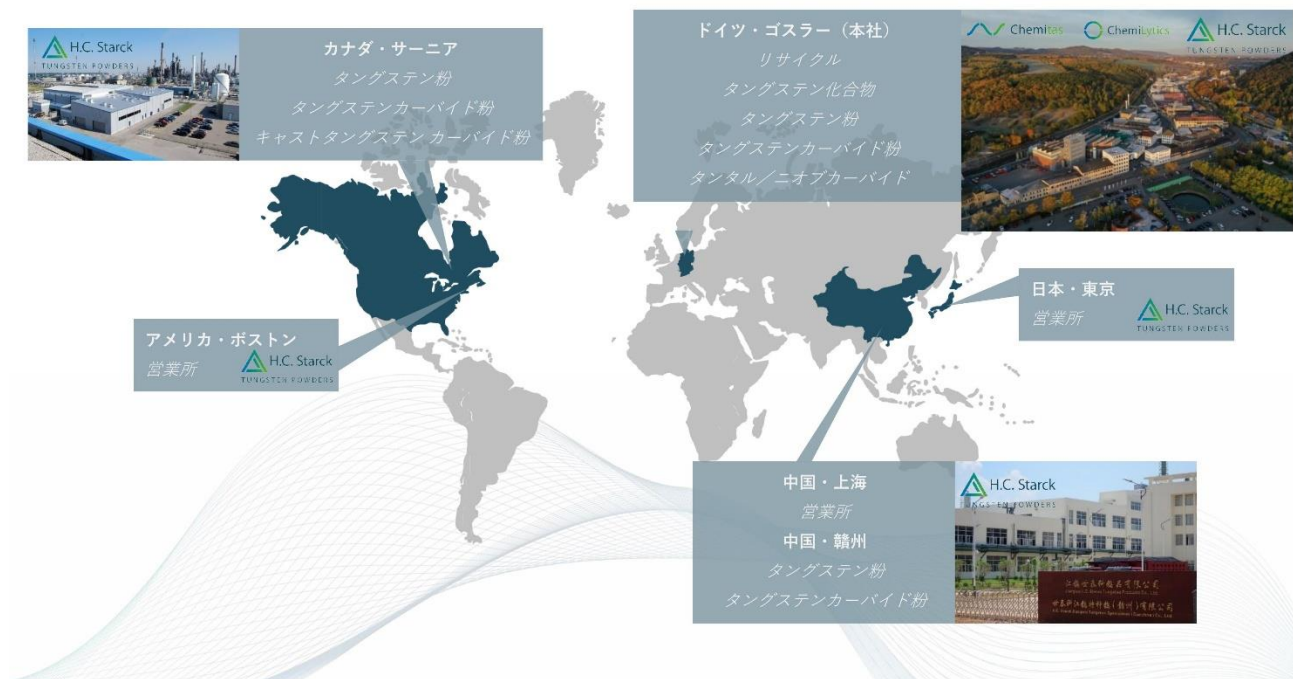 H.C. Starck
TUNGSTEN POWDERS
カナダ・サーニア
タングステン粉
タングステンカーバイド粉
キャストタングステン カーバイド粉
ドイツ・ゴスラー（本社）
リサイクル
タングステン化合物
タングステン粉
タングステンカーバイド粉
タンタル／ニオブカーバイド
Chemitas
ChemiLytics
H.C. Starck
TUNGSTEN POWDERS
日本・東京
営業所
H.C. Starck
TUNGSTEN POWDERS
アメリカ・ボストン
営業所
H.C. Starck
TUNGSTEN POWDERS
中国・上海
営業所
中国・贛州
タングステン粉
タングステンカーバイド粉
H.C. Starck
TUNGSTEN POWDERS